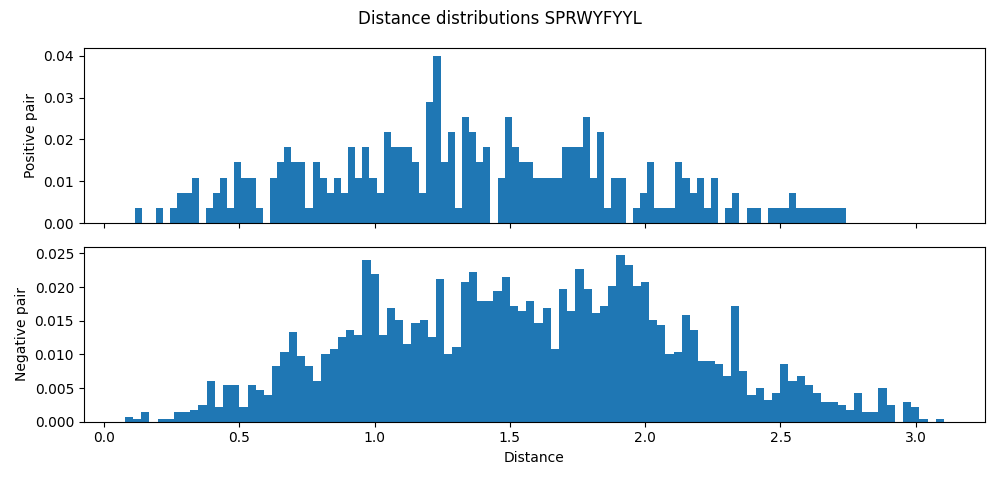 Distance distributions SPRWYFYYL
Positive pair
0.04
0.03
0.02
0.01
0.00
Negative pair
0.025
0.020
0.015
0.010
0.005
0.000
0.0 0.5 1.0 1.5 2.0 2.5 3.0
Distance